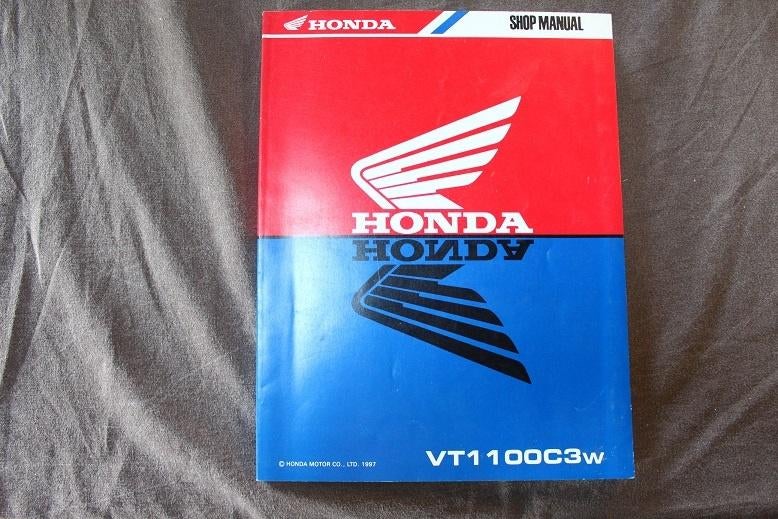 HONDA
SHOP MANUAL
HONDA
HONDA
© HONDA MOTOR CO., LTD. 1997
VT1100C3W